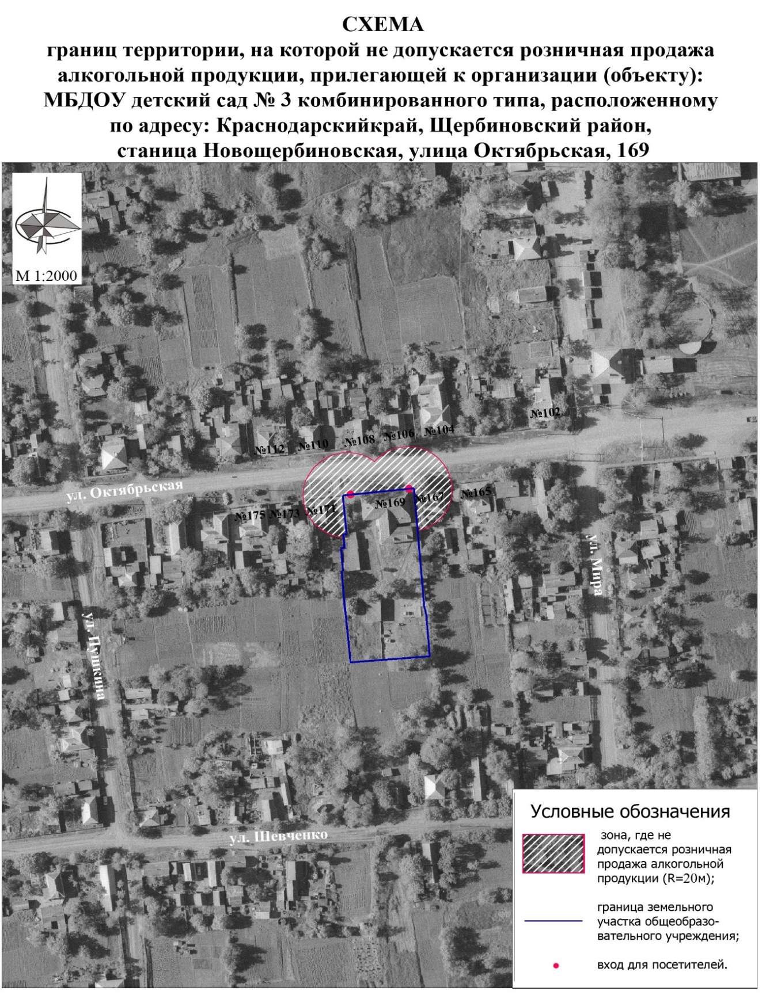 СХЕМА
границ территории, на которой не допускается розничная продажа
алкогольной продукции, прилегающей к организации (объекту):
МБДОУ детский сад № 3 комбинированного типа, расположенному
по адресу: Краснодарскийкрай, Щербиновский район,
станица Новощербиновская, улица Октябрьская, 169
М 1:2000
№102
№104
№106
№108
№110
№112
ул. Октябрьская
№165
№167
№169
№171
№173
№175
ул. Мира
ул. Пушкина
ул. Шевченко
Условные обозначения
зона, где не
допускается розничная
продажа алкогольной
продукции (R=20м);
граница земельного
участка общеобразо-
вательного учреждения;
вход для посетителей.